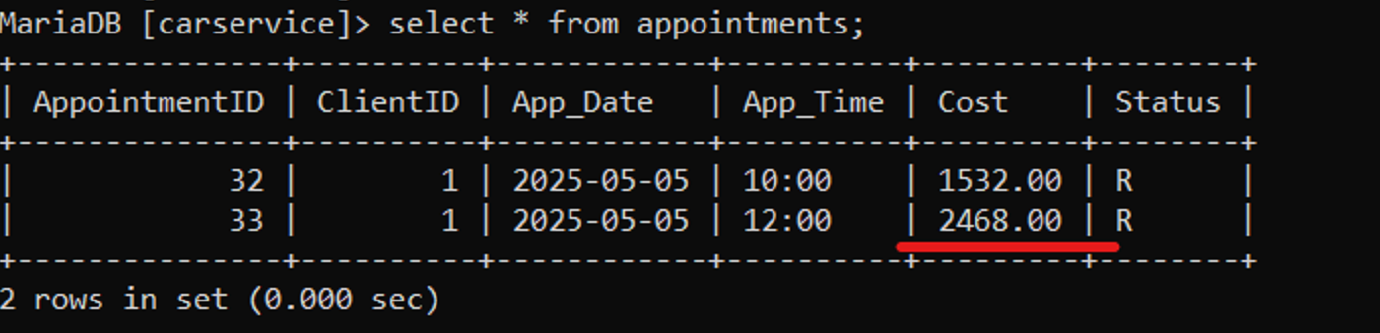 MariaDB [carservice]> select * from appointments;
+---------------+----------+------------+----------+---------+--------+
| AppointmentID | ClientID | App_Date   | App_Time | Cost    | Status |
+---------------+----------+------------+----------+---------+--------+
|            32 |        1 | 2025-05-05 | 10:00    | 1532.00 | R      |
|            33 |        1 | 2025-05-05 | 12:00    | 2468.00 | R      |
+---------------+----------+------------+----------+---------+--------+
2 rows in set (0.000 sec)